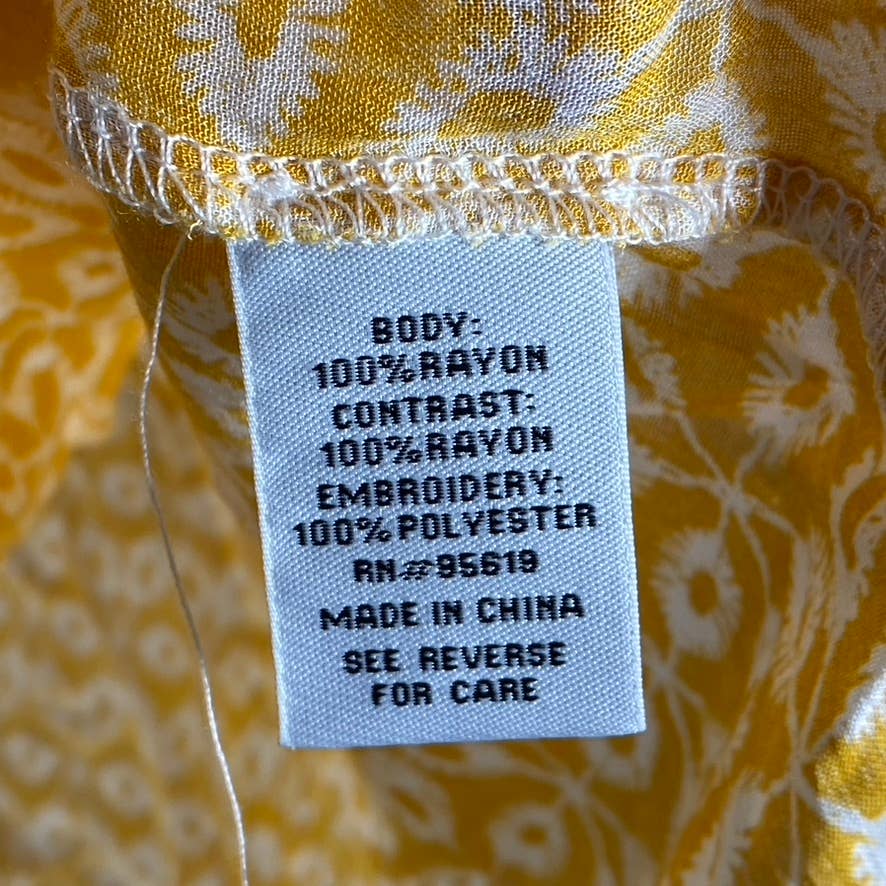 BODY:
100%RAYON
CONTRAST:
100%RAYON
EMBROIDERY:
100%POLYESTER
RN#95619
MADE IN CHINA
SEE REVERSE
FOR CARE